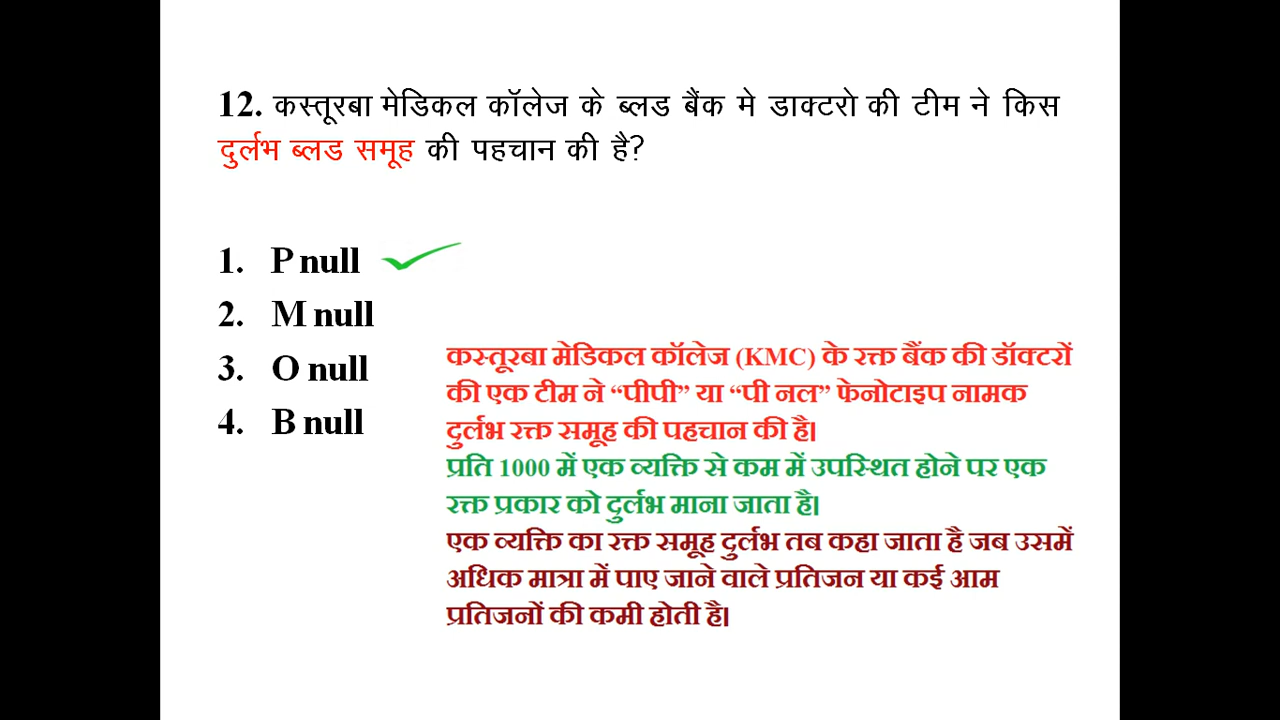 12. कस्तूरबा मेडिकल कॉलेज के ब्लड बैंक मे डाक्टरो की टीम ने किस
दुर्लभ ब्लड समूह की पहचान की है?
1. P null
2. M null
3. O null
4. B null
कस्तूरबा मेडिकल कॉलेज (KMC) के रक्त बैंक की डॉक्टरों
की एक टीम ने “पीपी” या “पी नल” फेनोटाइप नामक
दुर्लभ रक्त समूह की पहचान की है।
प्रति 1000 में एक व्यक्ति से कम में उपस्थित होने पर एक
रक्त प्रकार को दुर्लभ माना जाता है।
एक व्यक्ति का रक्त समूह दुर्लभ तब कहा जाता है जब उसमें
अधिक मात्रा में पाए जाने वाले प्रतिजन या कई आम
प्रतिजनों की कमी होती है।